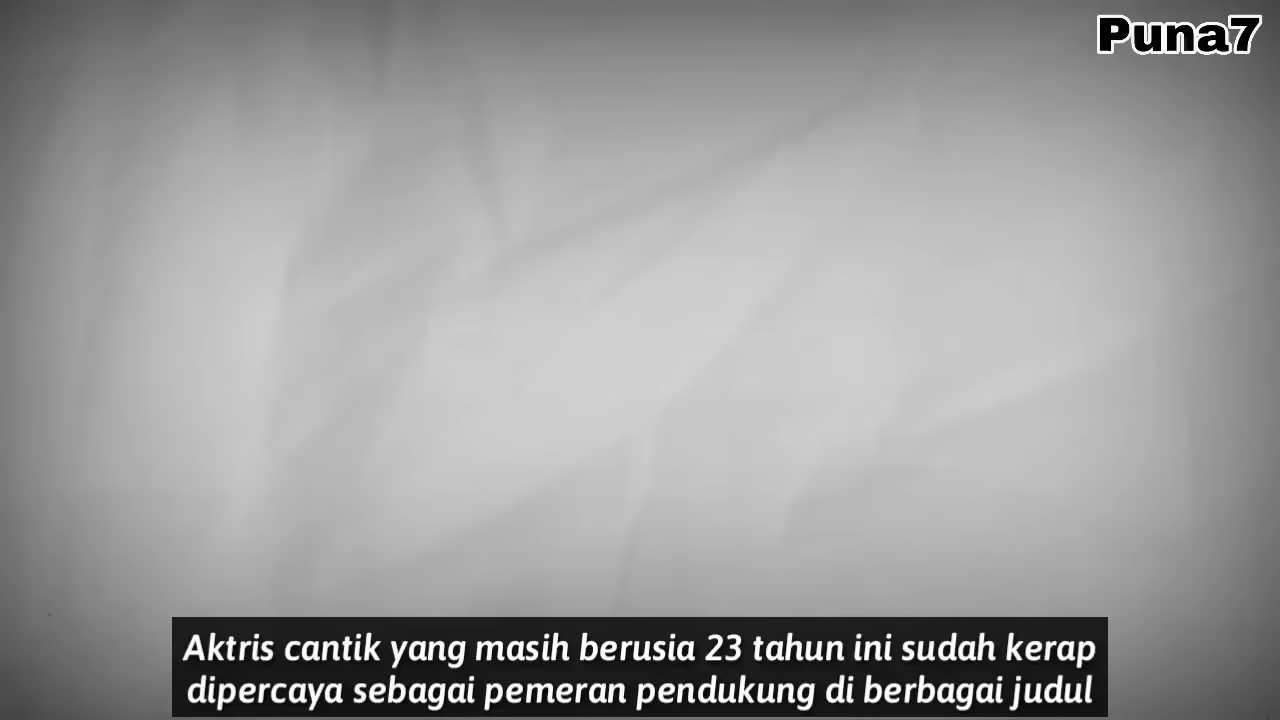 Puna7
Aktris cantik yang masih berusia 23 tahun ini sudah kerap
dipercaya sebagai pemeran pendukung di berbagai judul